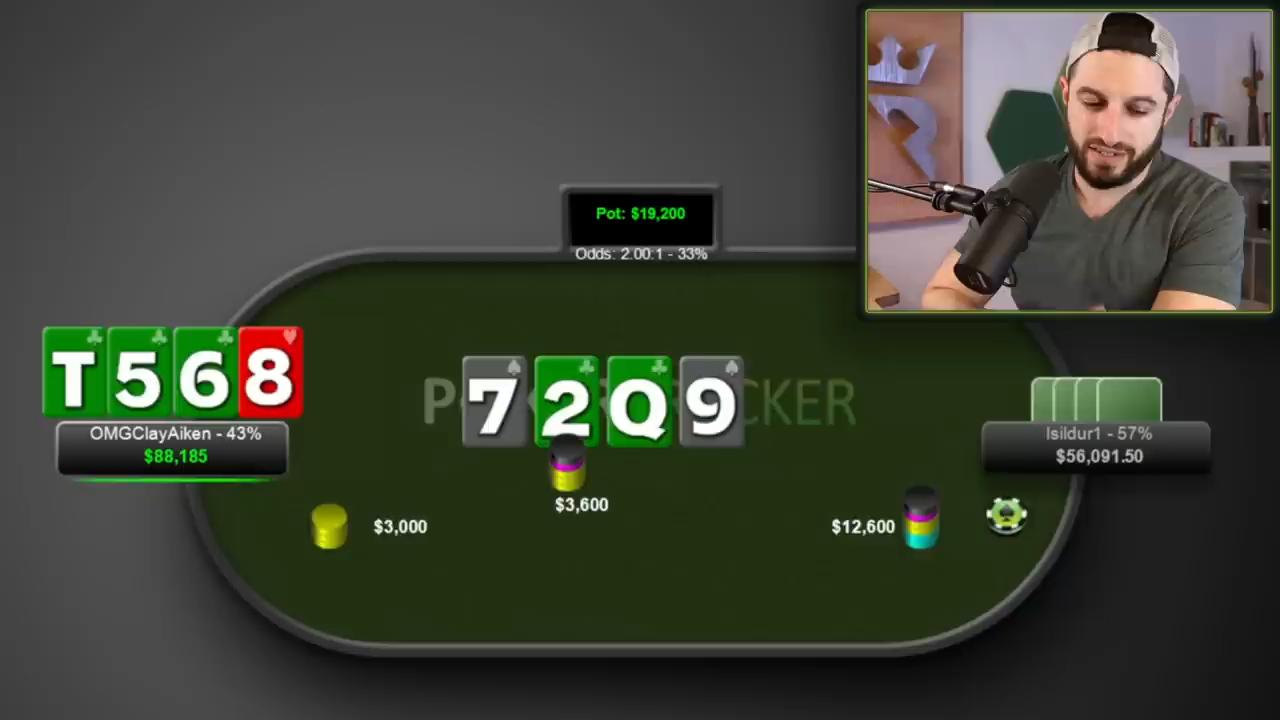 Pot: $19,200
Odds: 2.00:1 - 33%
T 5 6 8
7 2 Q 9
OMGClayAiken - 43%
$88,185
Isildur1 - 57%
$56,091.50
$3,600
$3,000
$12,600